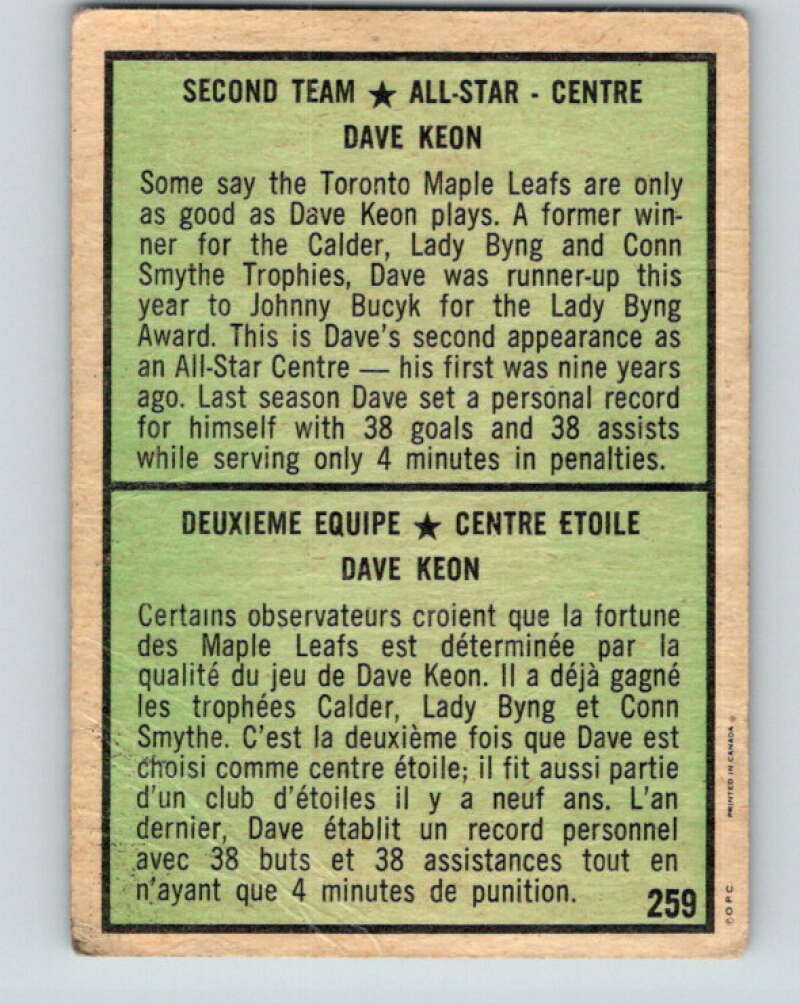 SECOND TEAM ★ ALL-STAR - CENTRE
DAVE KEON
Some say the Toronto Maple Leafs are only
as good as Dave Keon plays. A former win-
ner for the Calder, Lady Byng and Conn
Smythe Trophies, Dave was runner-up this
year to Johnny Bucyk for the Lady Byng
Award. This is Dave's second appearance as
an All-Star Centre — his first was nine years
ago. Last season Dave set a personal record
for himself with 38 goals and 38 assists
while serving only 4 minutes in penalties.
DEUXIEME EQUIPE ★ CENTRE ETOILE
DAVE KEON
Certains observateurs croient que la fortune
des Maple Leafs est déterminée par la
qualité du jeu de Dave Keon. Il a déjà gagné
les trophées Calder, Lady Byng et Conn
Smythe. C'est la deuxième fois que Dave est
choisi comme centre étoile; il fit aussi partie
d'un club d'étoiles il y a neuf ans. L'an
dernier, Dave établit un record personnel
avec 38 buts et 38 assistances tout en
n'ayant que 4 minutes de punition.
259
©O.P.C.
PRINTED IN CANADA